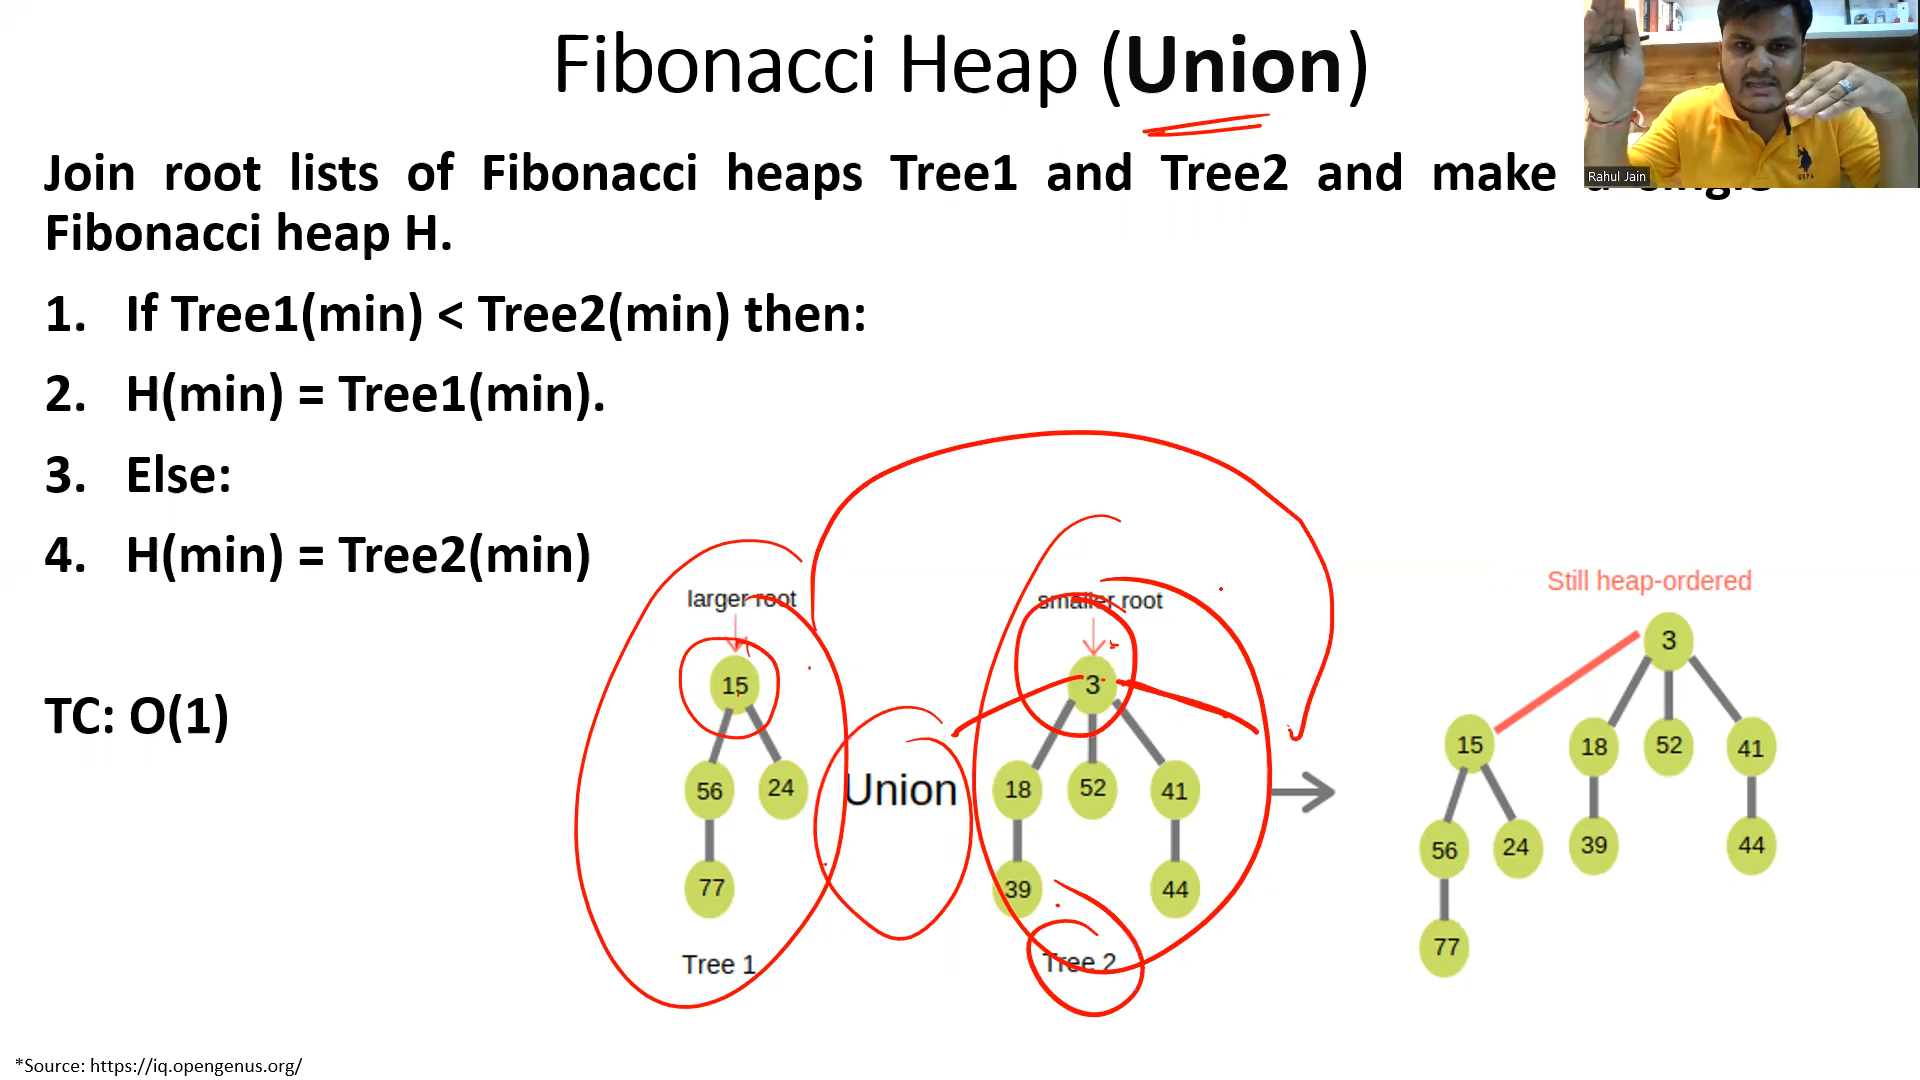 Fibonacci Heap (Union)
Rahul Jain
Join root lists of Fibonacci heaps Tree1 and Tree2 and make a single
Fibonacci heap H.
1. If Tree1(min) < Tree2(min) then:
2. H(min) = Tree1(min).
3. Else:
4. H(min) = Tree2(min)
TC: O(1)
larger root
15
56 24
77
Tree 1
Union
smaller root
3
18 52 41
39 44
Tree 2
Still heap-ordered
3
15 18 52 41
56 24 39 44
77
*Source: https://iq.opengenus.org/